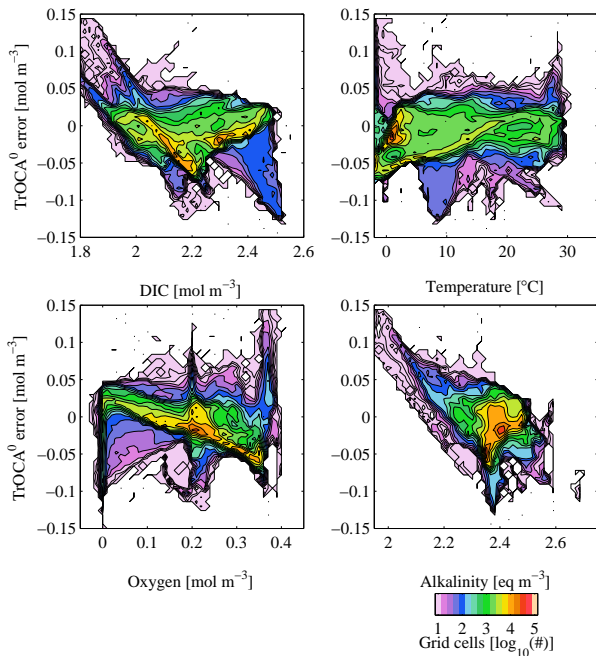 0.15
0.1
0.05
0
−0.05
−0.1
−0.15
TrOCA⁰ error [mol m⁻³]
1.8 2 2.2 2.4 2.6
DIC [mol m⁻³]
0.15
0.1
0.05
0
−0.05
−0.1
−0.15
0 10 20 30
Temperature [°C]
0.15
0.1
0.05
0
−0.05
−0.1
−0.15
TrOCA⁰ error [mol m⁻³]
0 0.1 0.2 0.3 0.4
Oxygen [mol m⁻³]
0.15
0.1
0.05
0
−0.05
−0.1
−0.15
2 2.25 2.5 2.75
Alkalinity [eq m⁻³]
1 2 3 4 5
Grid cells [log₁₀(#)]